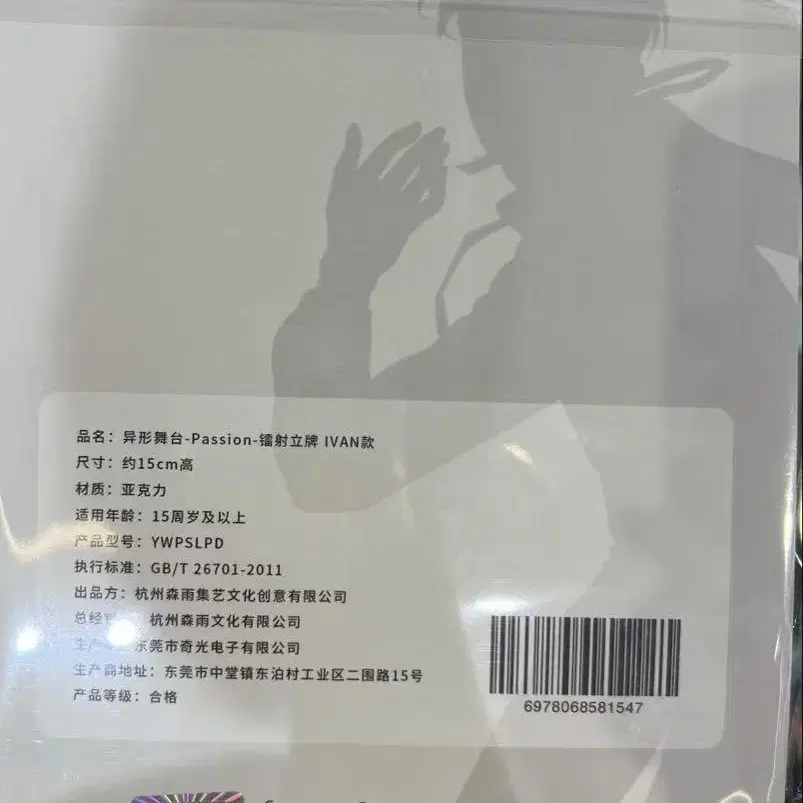 品名：异形舞台-Passion-镭射立牌 IVAN款
尺寸：约15cm高
材质：亚克力
适用年龄：15周岁及以上
产品型号：YWPSLPD
执行标准：GB/T 26701-2011
出品方：杭州森雨集艺文化创意有限公司
总经 杭州森雨文化有限公司
生产 东莞市奇光电子有限公司
生产商地址：东莞市中堂镇东泊村工业区二围路15号
产品等级：合格
6978068581547